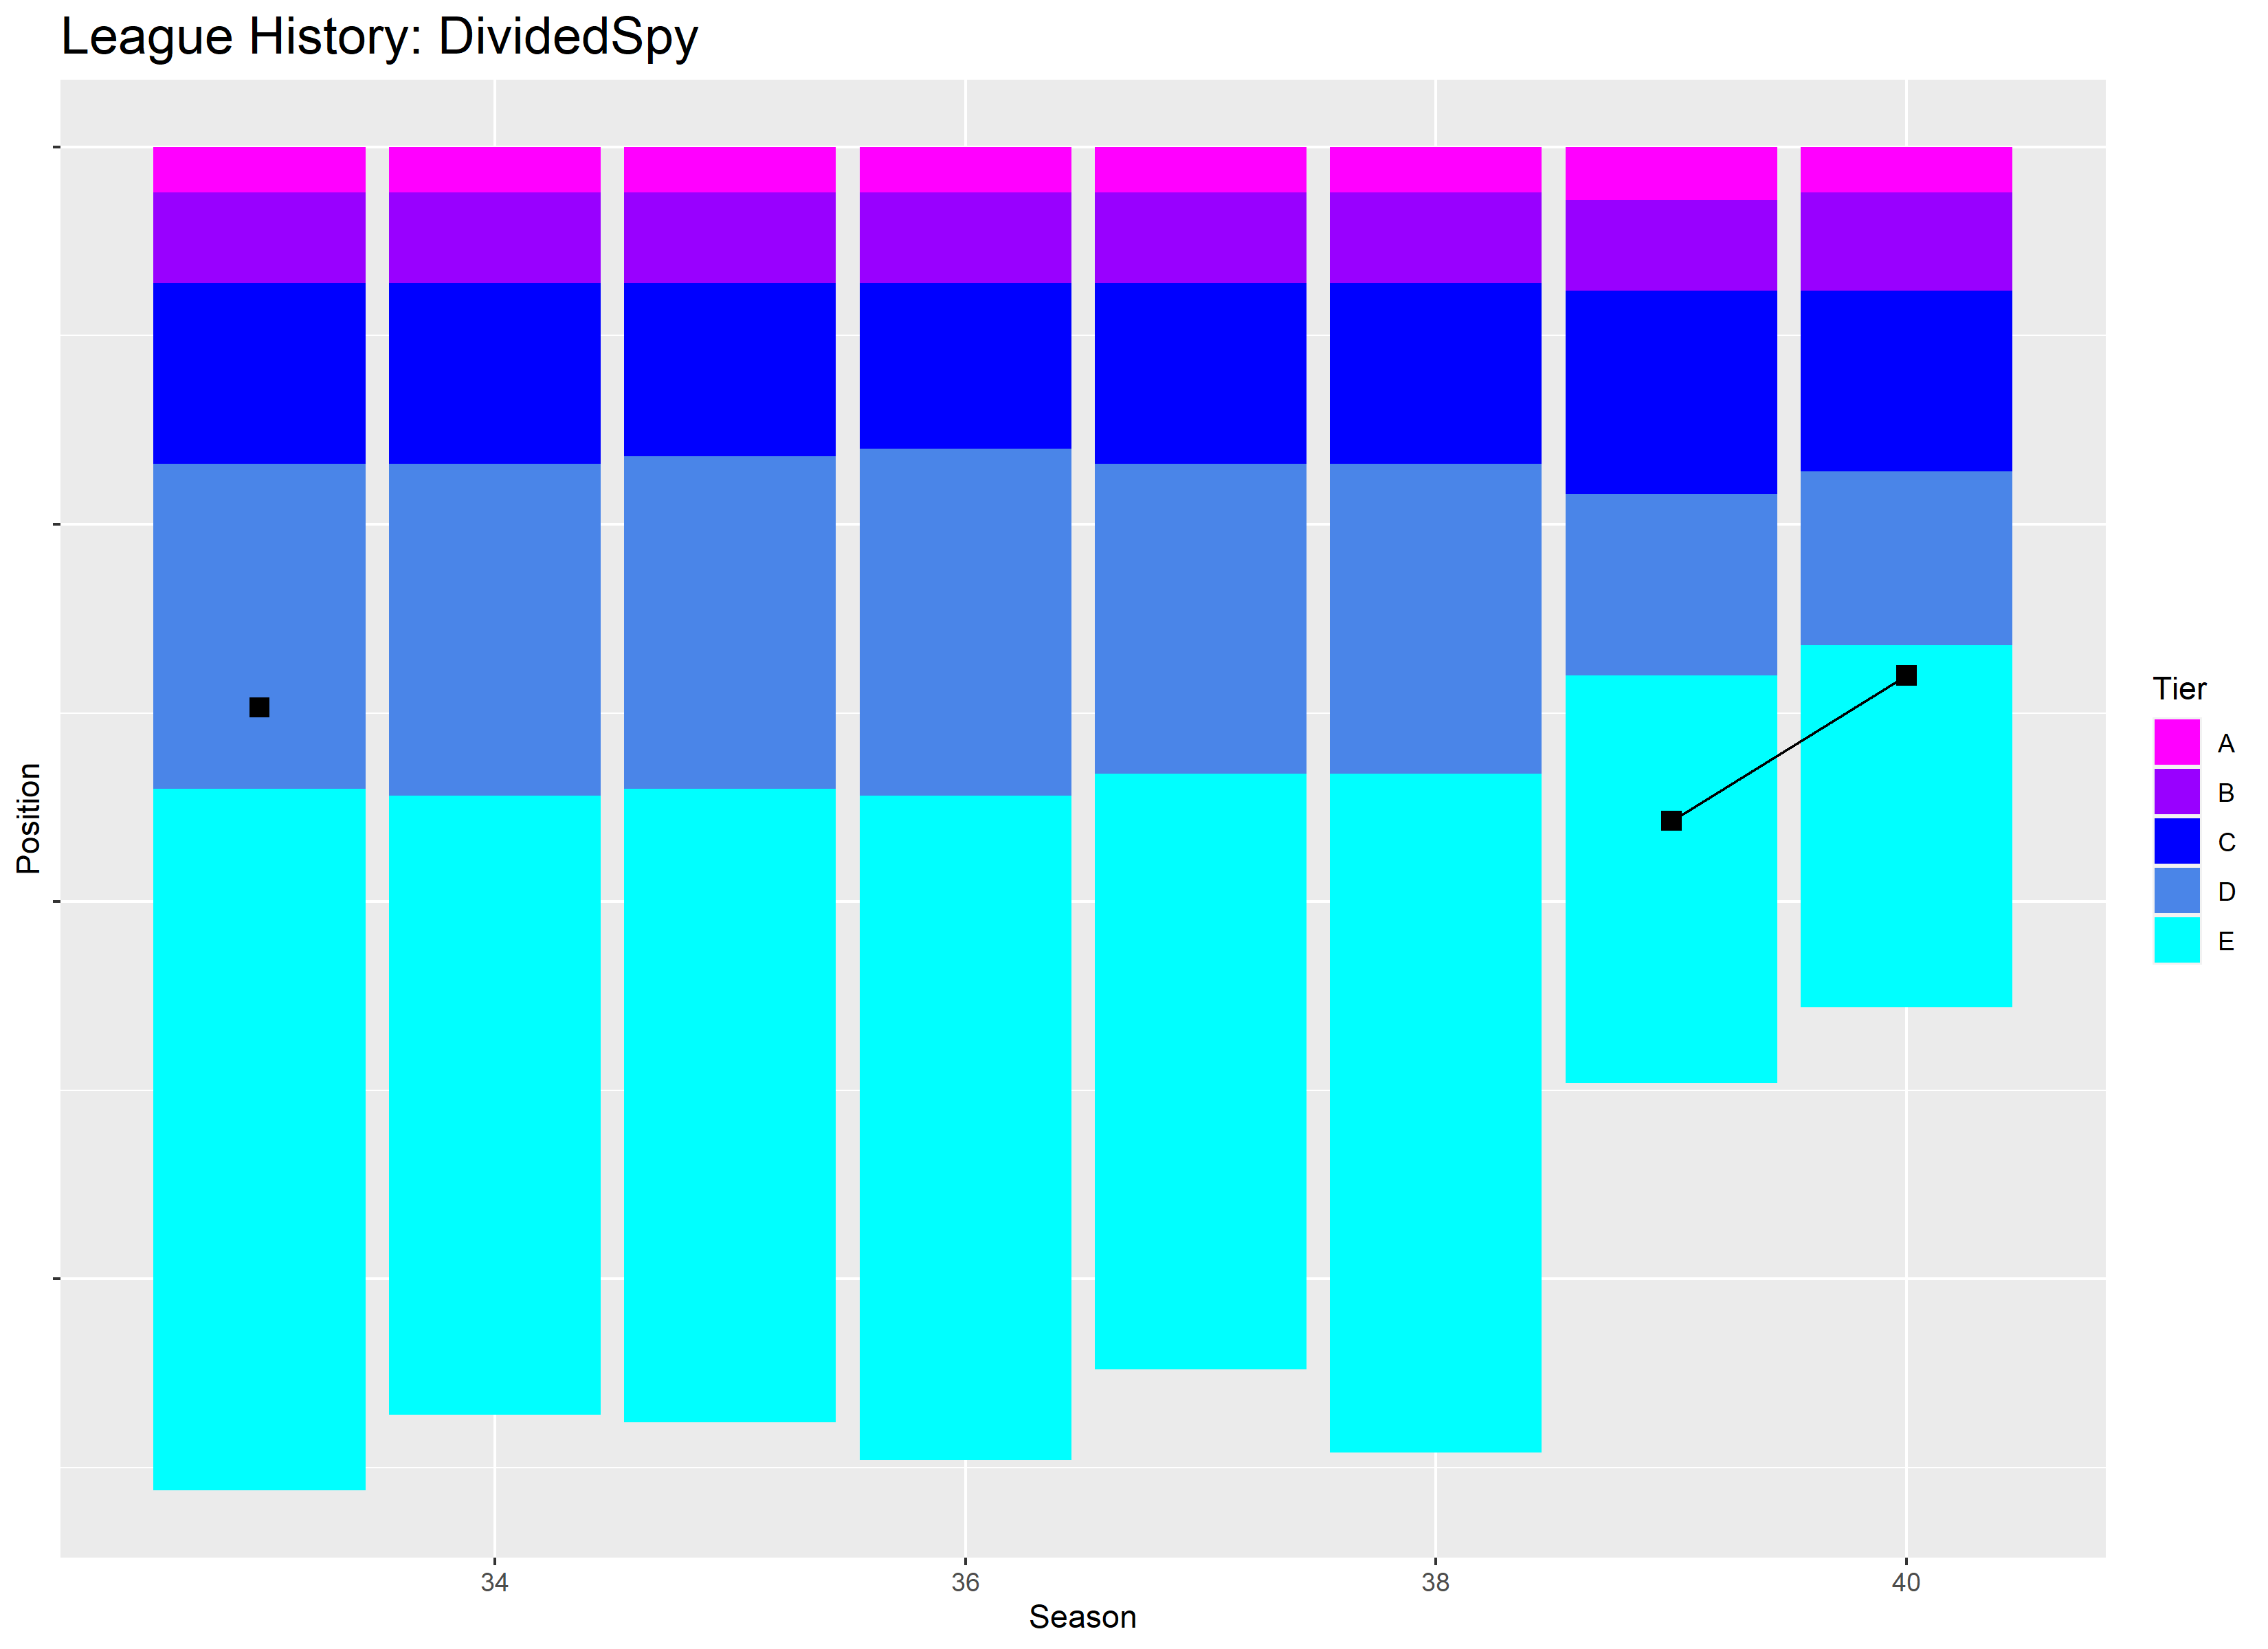 League History: DividedSpy
Position
34
36
38
40
Season
Tier
A
B
C
D
E